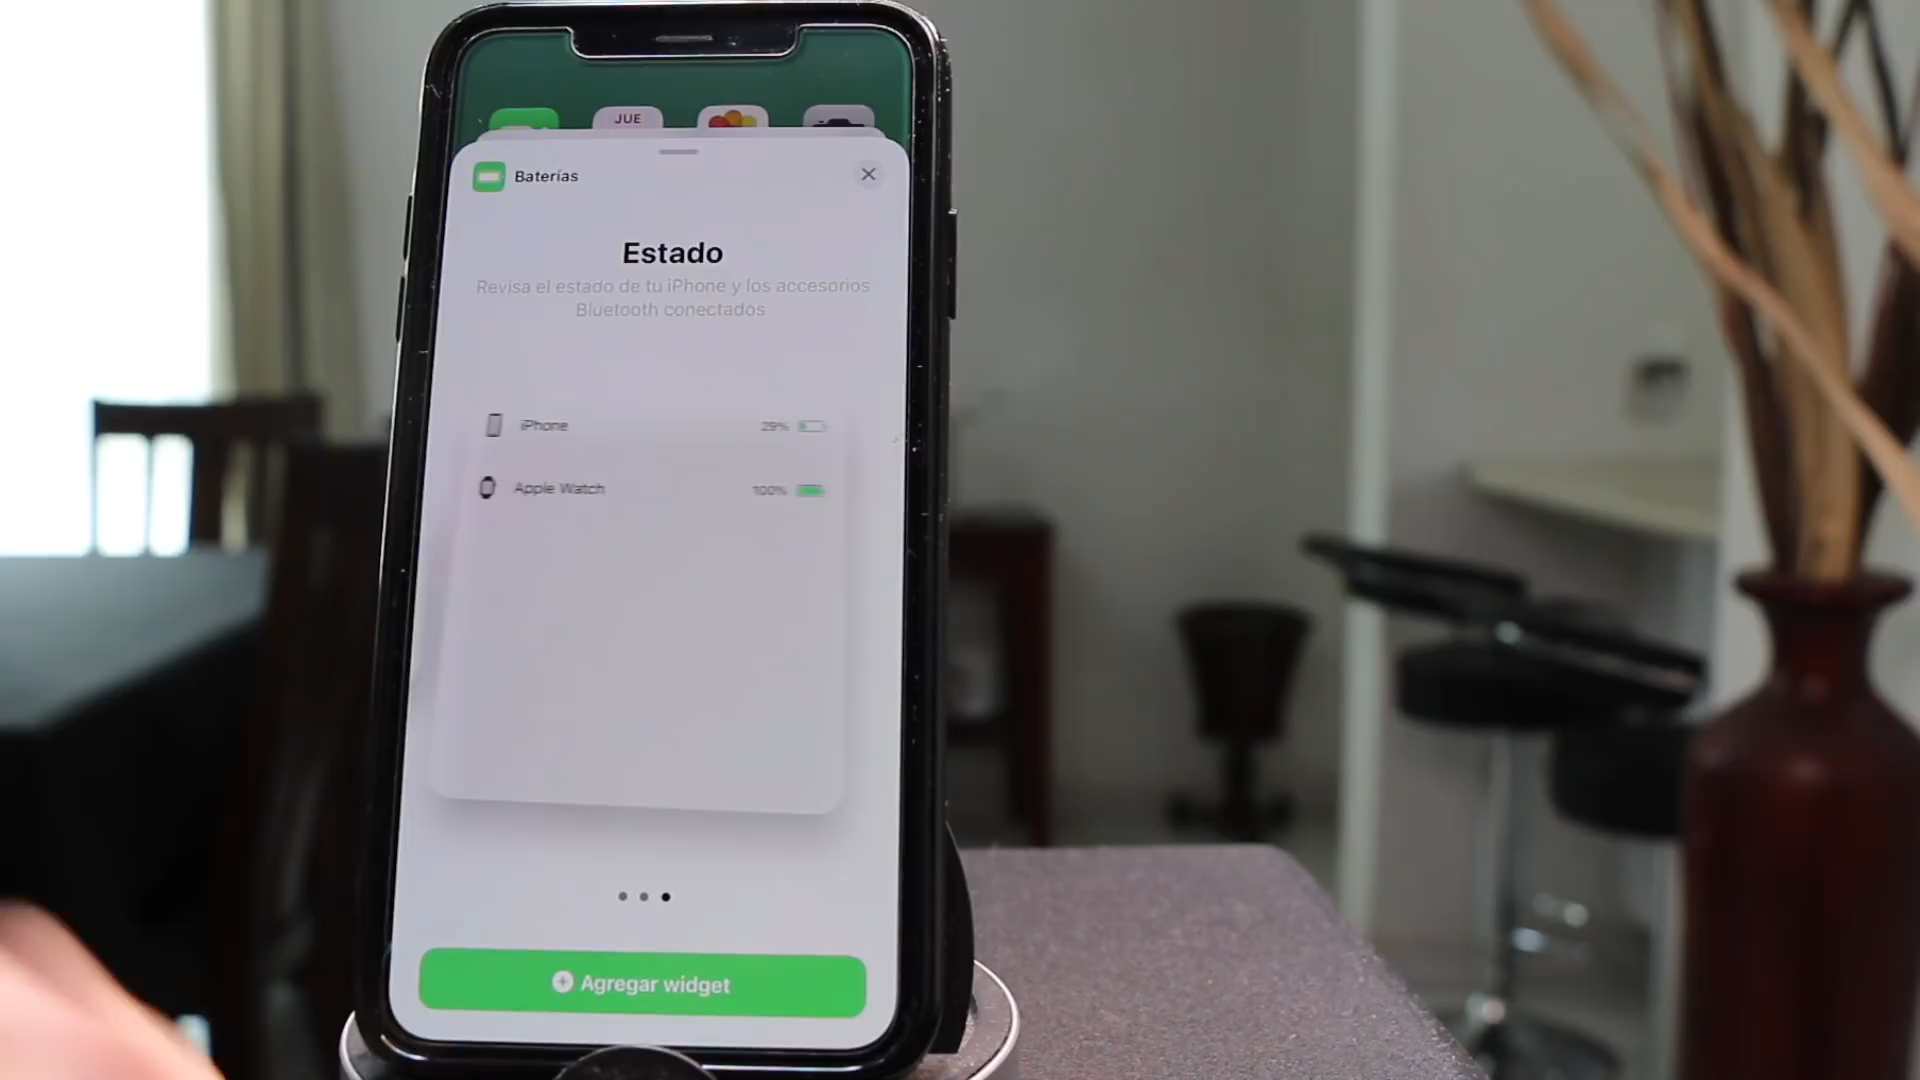 JUE
Baterías
Estado
Revisa el estado de tu iPhone y los accesorios
Bluetooth conectados
iPhone 29%
Apple Watch 100%
Agregar widget